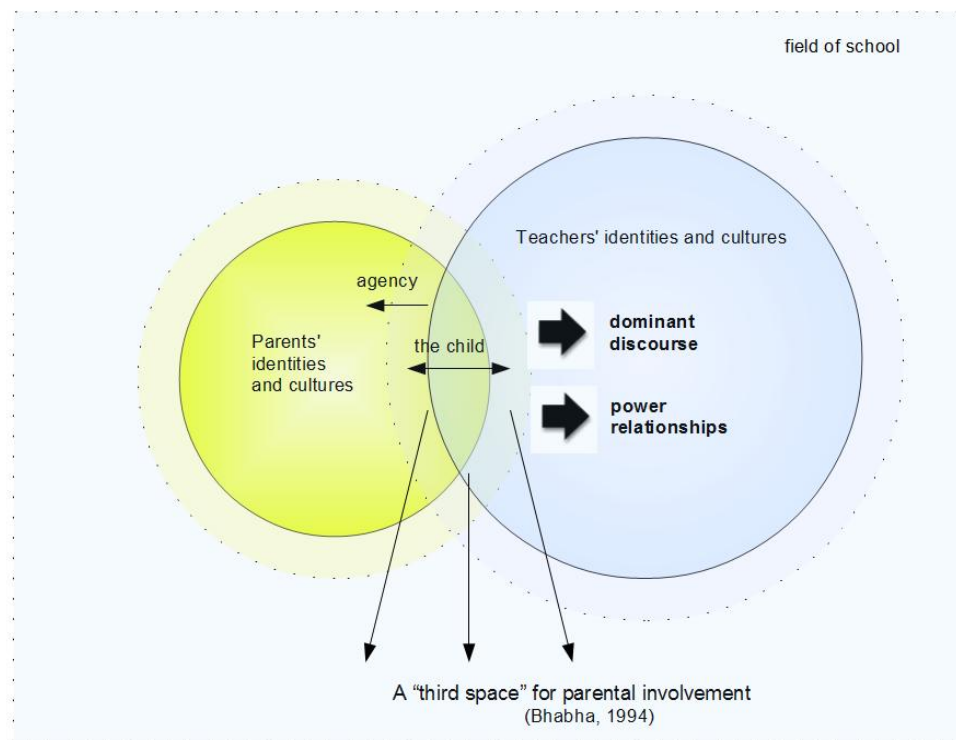 field of school
Teachers' identities and cultures
agency
dominant
discourse
the child
Parents'
identities
and cultures
power
relationships
A “third space” for parental involvement
(Bhabha, 1994)